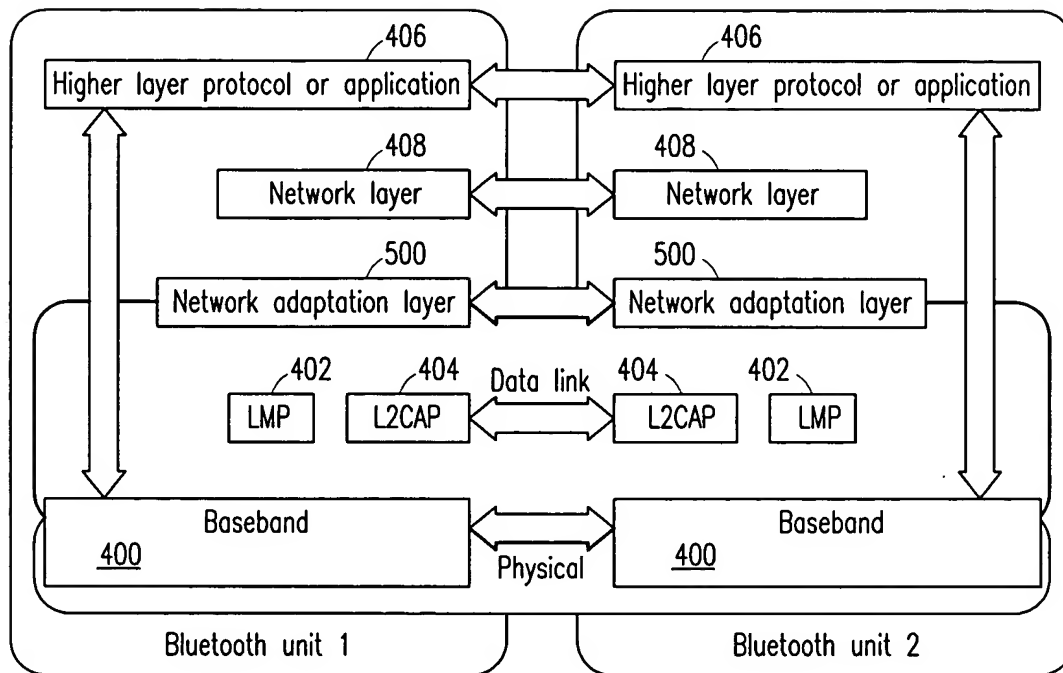 406 406
Higher layer protocol or application Higher layer protocol or application
408 408
Network layer Network layer
500 500
Network adaptation layer Network adaptation layer
402 404 Data link 404 402
LMP L2CAP L2CAP LMP
Baseband Baseband
400 Physical 400
Bluetooth unit 1 Bluetooth unit 2